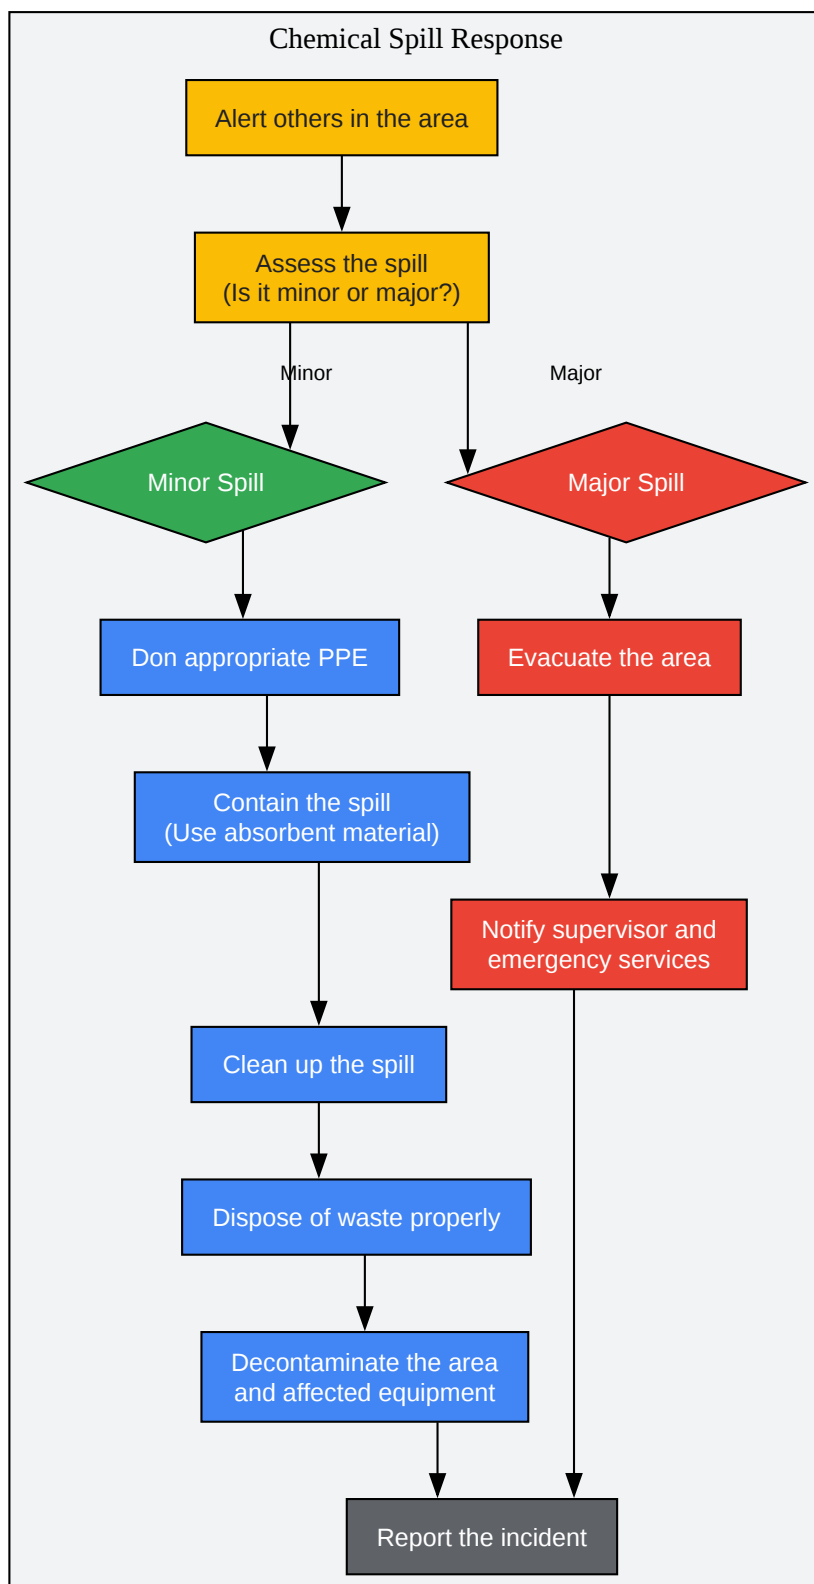 Chemical Spill Response
Alert others in the area
Assess the spill
(Is it minor or major?)
Minor
Major
Minor Spill
Major Spill
Don appropriate PPE
Evacuate the area
Contain the spill
(Use absorbent material)
Notify supervisor and
emergency services
Clean up the spill
Dispose of waste properly
Decontaminate the area
and affected equipment
Report the incident